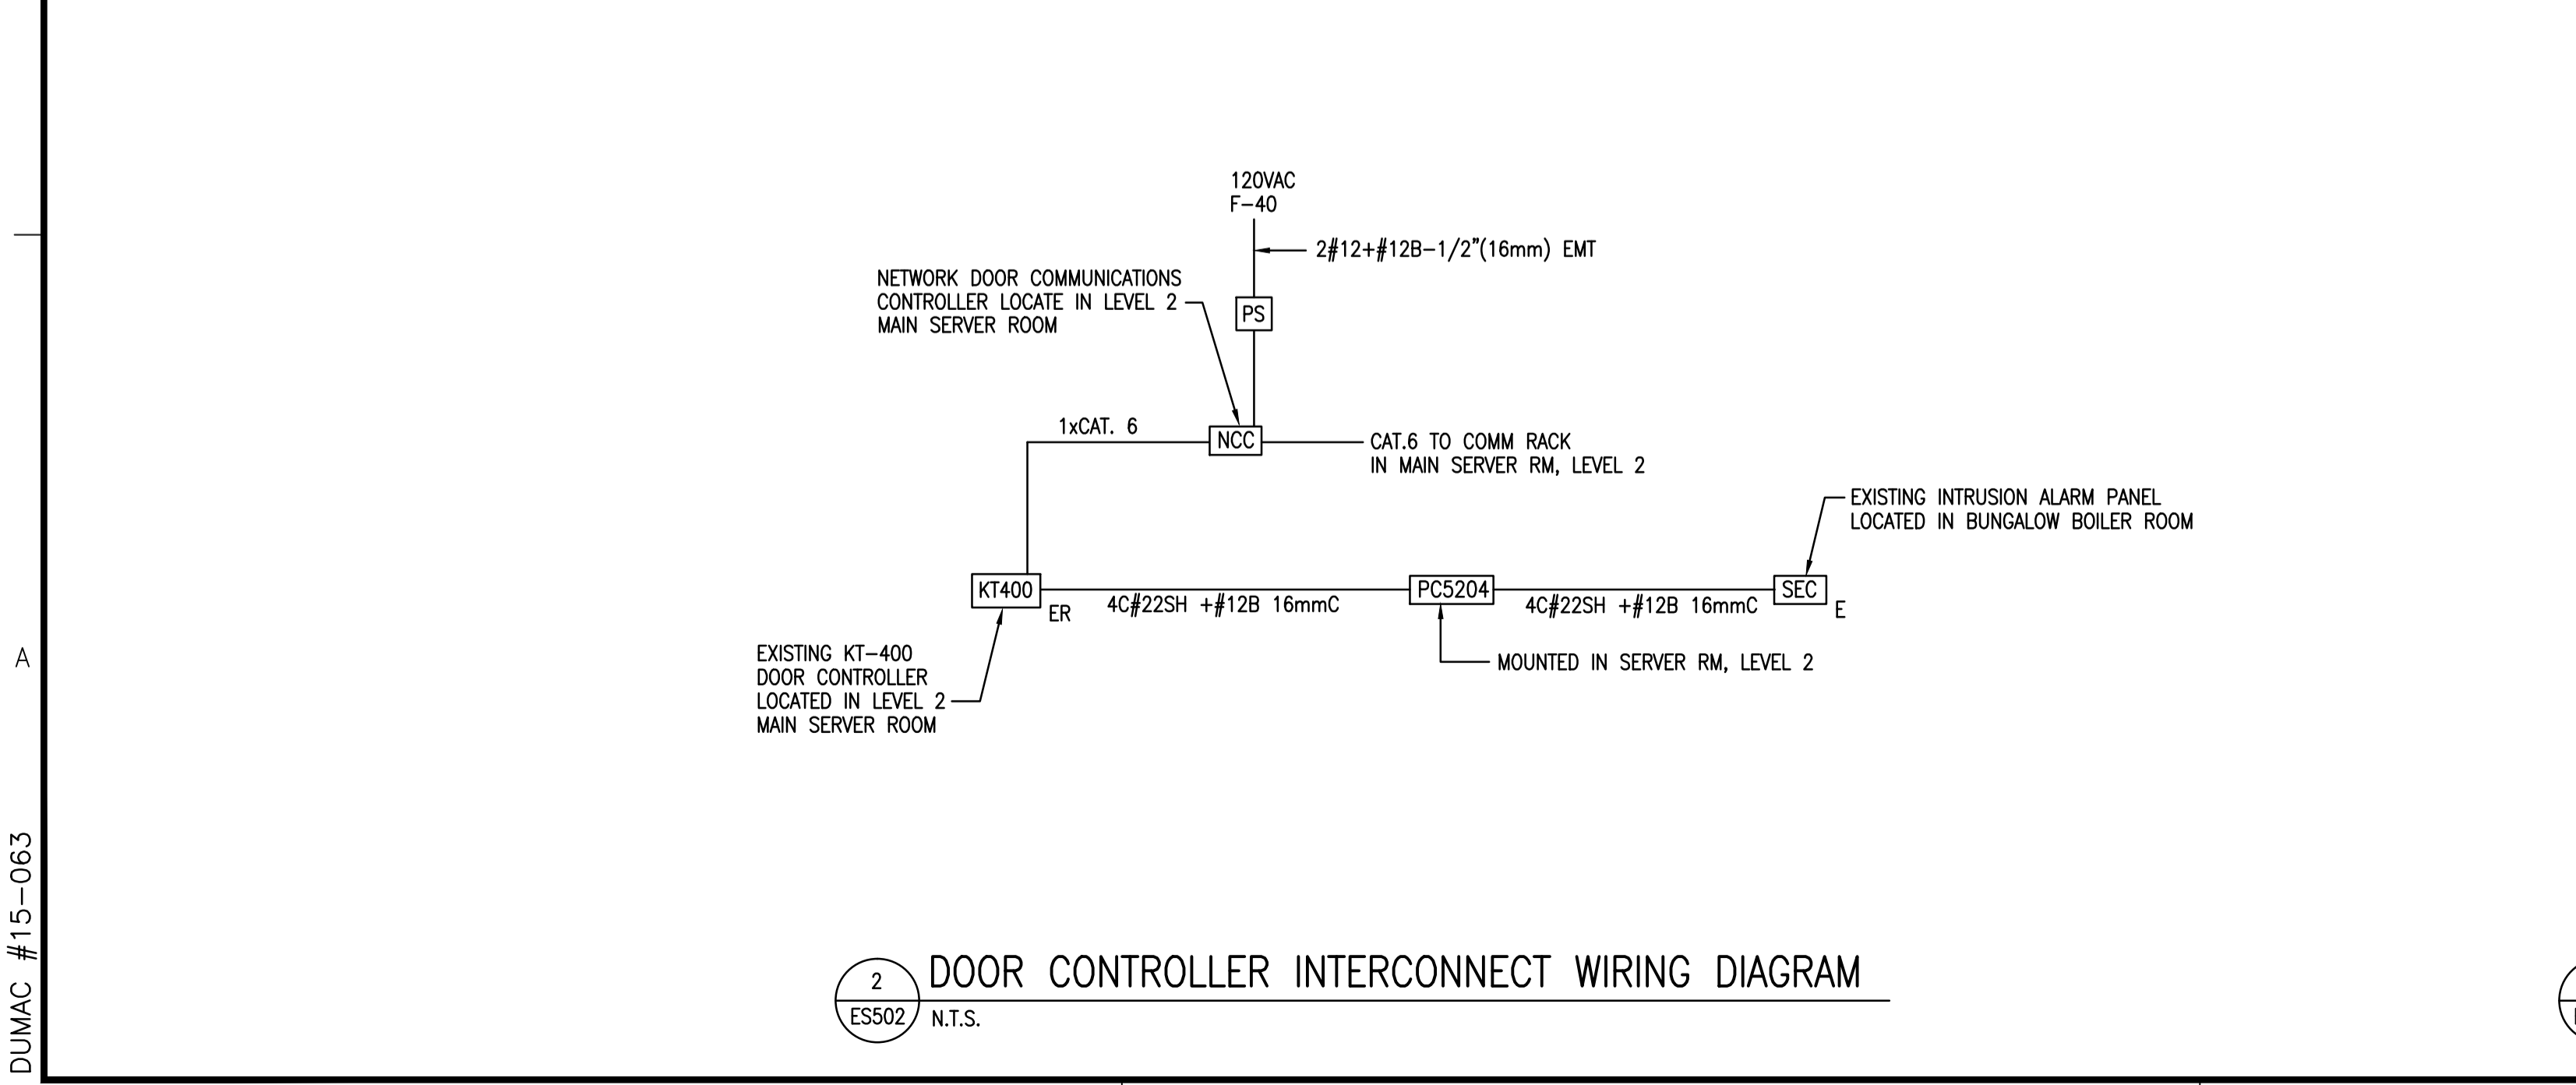 120VAC
F-40
2#12+#12B-1/2"(16mm) EMT
NETWORK DOOR COMMUNICATIONS
CONTROLLER LOCATE IN LEVEL 2
MAIN SERVER ROOM
PS
1xCAT. 6
NCC
CAT.6 TO COMM RACK
IN MAIN SERVER RM, LEVEL 2
EXISTING INTRUSION ALARM PANEL
LOCATED IN BUNGALOW BOILER ROOM
KT400
ER
4C#22SH +#12B 16mmC
PC5204
4C#22SH +#12B 16mmC
SEC
E
EXISTING KT-400
DOOR CONTROLLER
LOCATED IN LEVEL 2
MAIN SERVER ROOM
MOUNTED IN SERVER RM, LEVEL 2
A
DUMAC #15-063
2
ES502
DOOR CONTROLLER INTERCONNECT WIRING DIAGRAM
N.T.S.